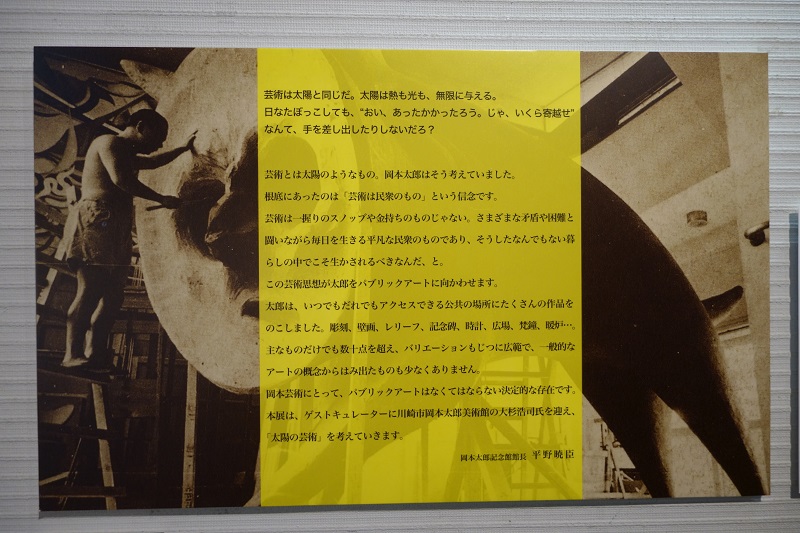 芸術は太陽と同じだ。太陽は熱も光も、無限に与える。
日なたぼっこしても、“おい、あったかかったろう。じゃ、いくら寄越せ”
なんて、手を差し出したりしないだろ？
芸術とは太陽のようなもの。岡本太郎はそう考えていました。
根底にあったのは「芸術は民衆のもの」という信念です。
芸術は一握りのスノッブや金持ちのものじゃない。さまざまな矛盾や困難と
闘いながら毎日を生きる平凡な民衆のものであり、そうしたなんでもない暮
らしの中でこそ生かされるべきなんだ、と。
この芸術思想が太郎をパブリックアートに向かわせます。
太郎は、いつでもだれでもアクセスできる公共の場所にたくさんの作品を
のこしました。彫刻、壁画、レリーフ、記念碑、時計、広場、梵鐘、暖炉…。
主なものだけでも数十点を超え、バリエーションもじつに広範で、一般的な
アートの概念からはみ出たものも少なくありません。
岡本芸術にとって、パブリックアートはなくてはならない決定的な存在です。
本展は、ゲストキュレーターに川崎市岡本太郎美術館の大杉浩司氏を迎え、
「太陽の芸術」を考えていきます。
岡本太郎記念館館長 平野暁臣